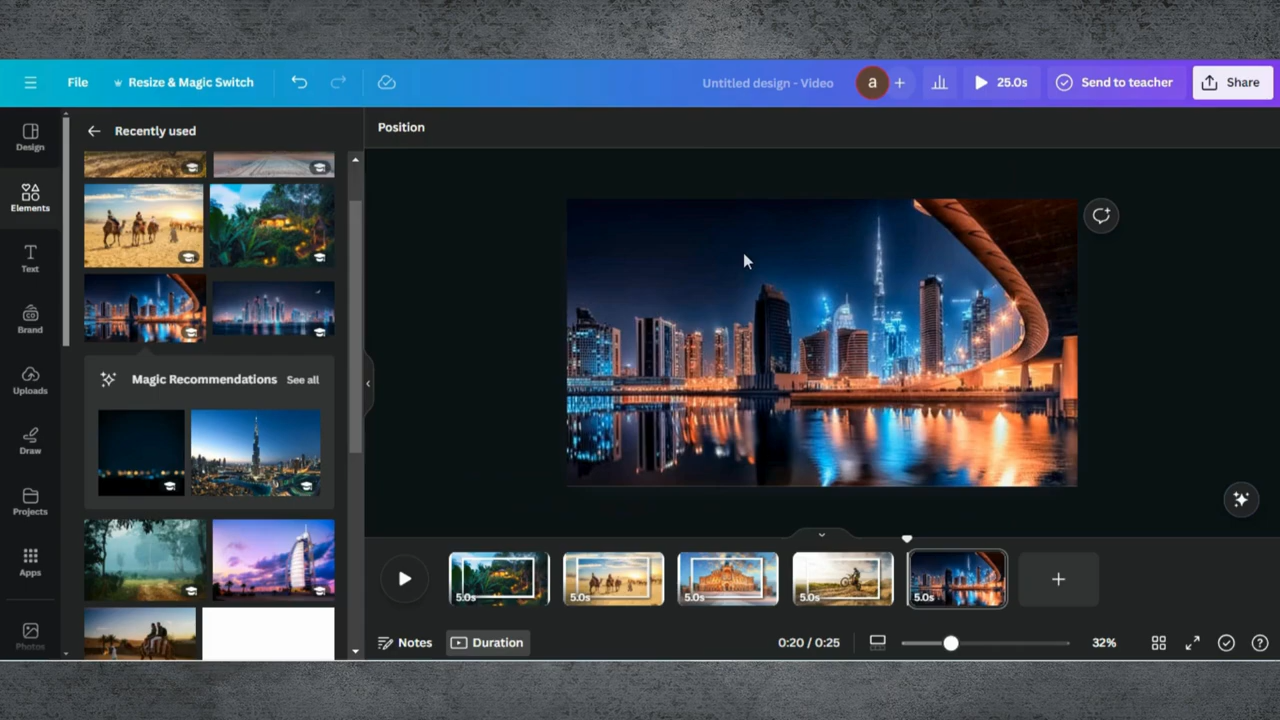 File
Resize & Magic Switch
Untitled design - Video
a
25.0s
Send to teacher
Share
Design
Elements
Text
Brand
Uploads
Draw
Projects
Apps
Photos
Recently used
Magic Recommendations
See all
Position
5.0s
5.0s
5.0s
5.0s
5.0s
Notes
Duration
0:20 / 0:25
32%